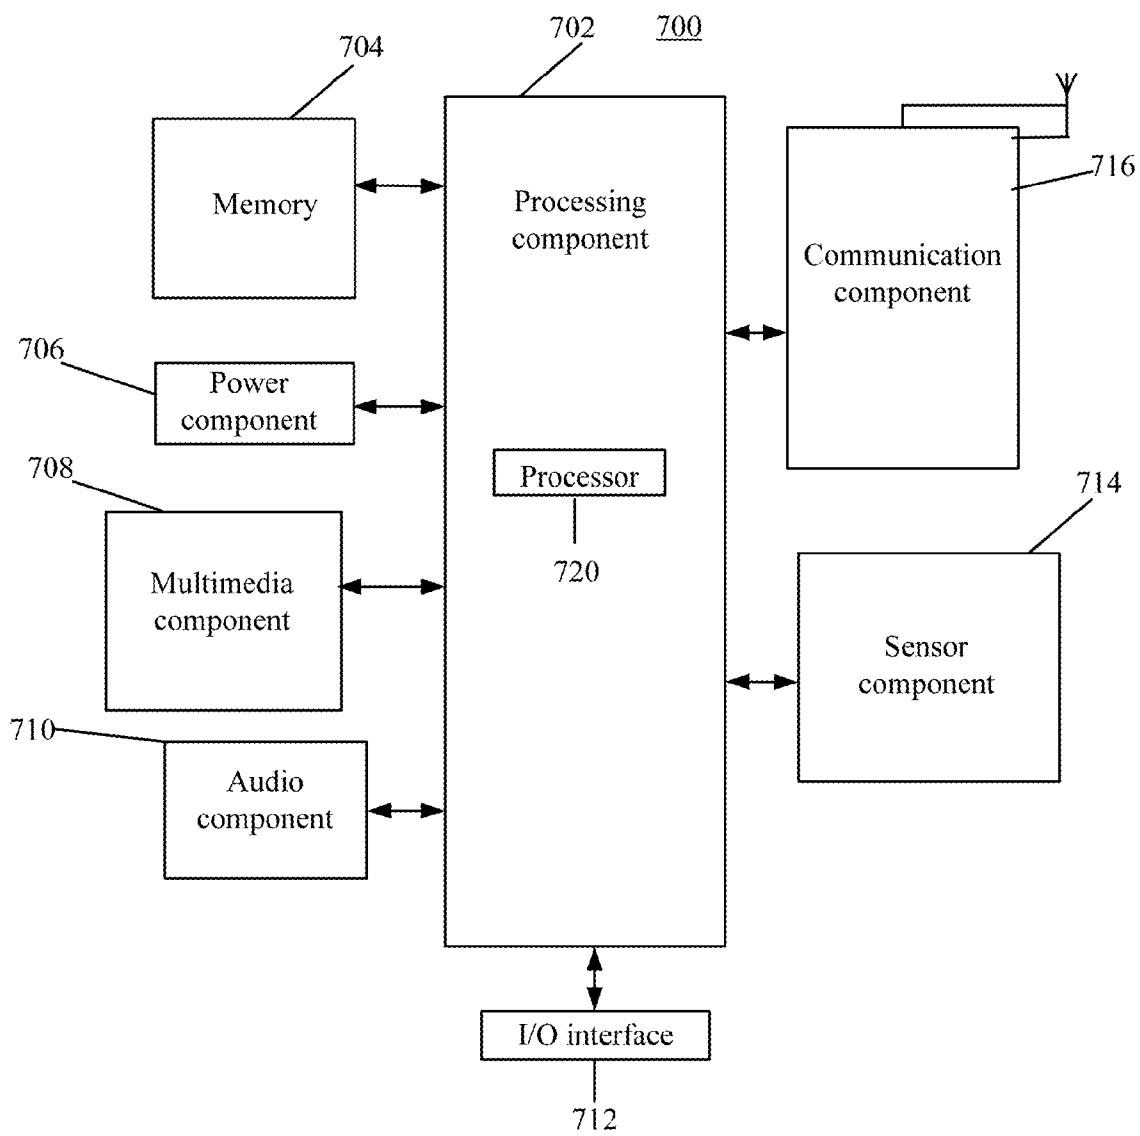 700
702
704
Memory
Processing
component
716
Communication
component
706
Power
component
708
Processor
720
714
Multimedia
component
Sensor
component
710
Audio
component
I/O interface
712